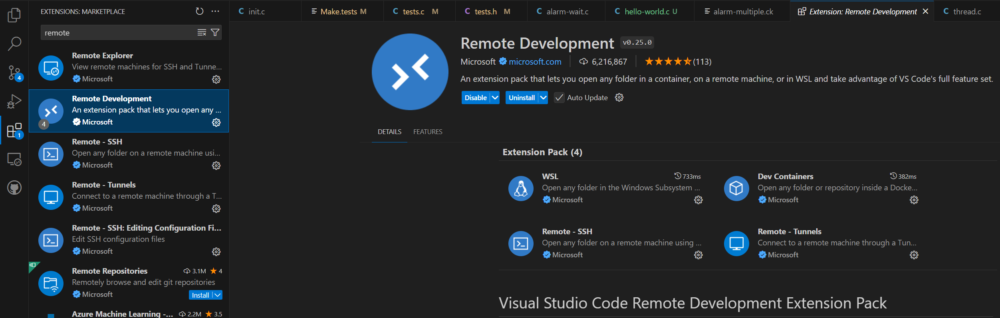 EXTENSIONS: MARKETPLACE
remote
4
1
Remote Explorer
View remote machines for SSH and Tunne...
Microsoft
Remote Development
An extension pack that lets you open any ...
4
Microsoft
Remote - SSH
Open any folder on a remote machine usi...
Microsoft
Remote - Tunnels
Connect to a remote machine through a T...
Microsoft
Remote - SSH: Editing Configuration Fi...
Edit SSH configuration files
Microsoft
Remote Repositories 3.1M 4
Remotely browse and edit git repositories
Microsoft Install
Azure Machine Learning -... 2.2M 3.5
C init.c Make.tests M C tests.c M C tests.h M C alarm-wait.c C hello-world.c U alarm-multiple.ck Extension: Remote Development C thread.c
Remote Development v0.25.0
Microsoft microsoft.com 6,216,867 (113)
An extension pack that lets you open any folder in a container, on a remote machine, or in WSL and take advantage of VS Code's full feature set.
Disable Uninstall Auto Update
DETAILS FEATURES
Extension Pack (4)
WSL 733ms
Open any folder in the Windows Subsystem ...
Microsoft
Dev Containers 382ms
Open any folder or repository inside a Docke...
Microsoft
Remote - SSH
Open any folder on a remote machine using ...
Microsoft
Remote - Tunnels
Connect to a remote machine through a Tun...
Microsoft
Visual Studio Code Remote Development Extension Pack